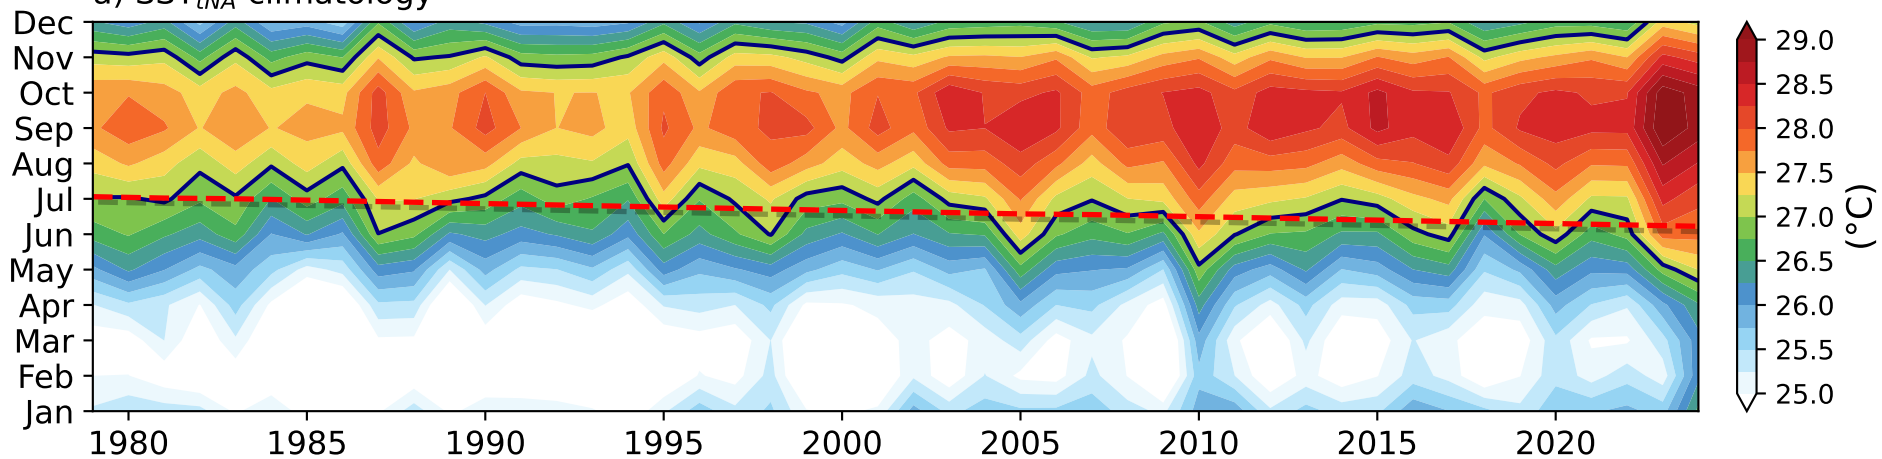 a) SST_tNA climatology
Dec
Nov
Oct
Sep
Aug
Jul
Jun
May
Apr
Mar
Feb
Jan
1980 1985 1990 1995 2000 2005 2010 2015 2020
29.0
28.5
28.0
27.5
27.0
26.5
26.0
25.5
25.0
(°C)